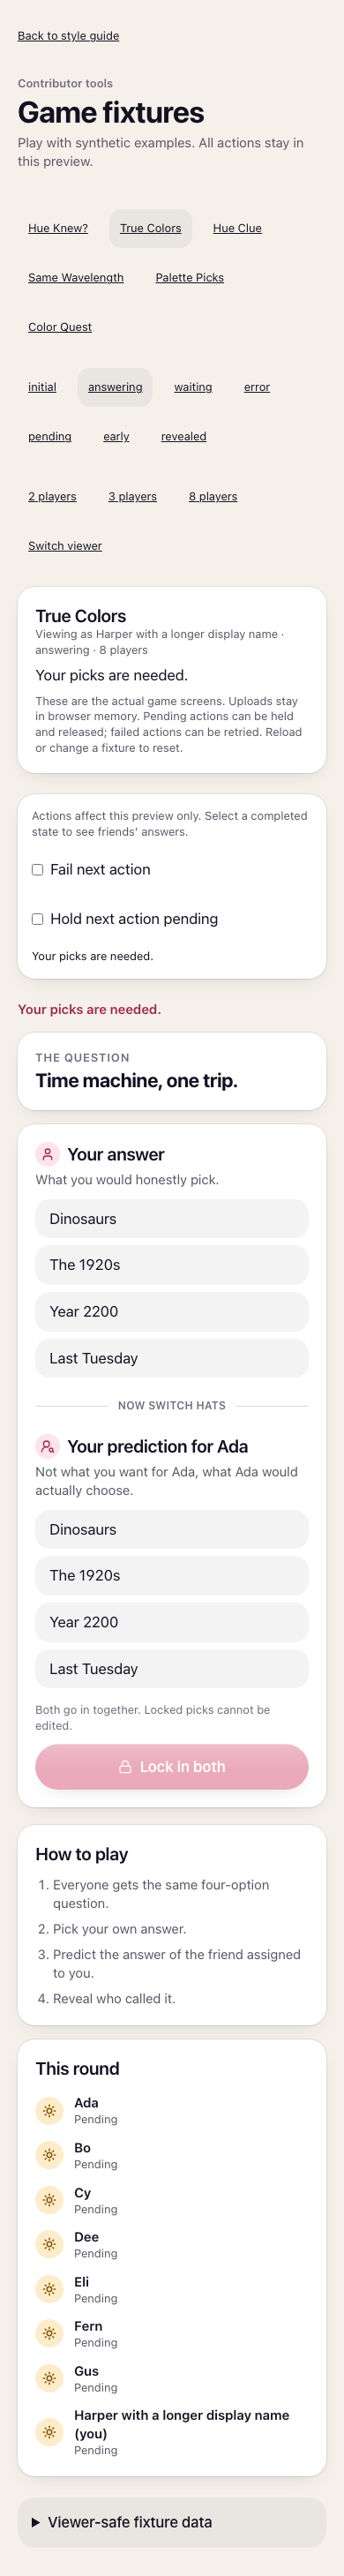 Back to style guide
Contributor tools
Game fixtures
Play with synthetic examples. All actions stay in
this preview.
Hue Knew? True Colors Hue Clue
Same Wavelength Palette Picks
Color Quest
initial answering waiting error
pending early revealed
2 players 3 players 8 players
Switch viewer
True Colors
Viewing as Harper with a longer display name ·
answering · 8 players
Your picks are needed.
These are the actual game screens. Uploads stay
in browser memory. Pending actions can be held
and released; failed actions can be retried. Reload
or change a fixture to reset.
Actions affect this preview only. Select a completed
state to see friends’ answers.
Fail next action
Hold next action pending
Your picks are needed.
Your picks are needed.
THE QUESTION
Time machine, one trip.
Your answer
What you would honestly pick.
Dinosaurs
The 1920s
Year 2200
Last Tuesday
NOW SWITCH HATS
Your prediction for Ada
Not what you want for Ada, what Ada would
actually choose.
Dinosaurs
The 1920s
Year 2200
Last Tuesday
Both go in together. Locked picks cannot be
edited.
Lock in both
How to play
1. Everyone gets the same four-option
question.
2. Pick your own answer.
3. Predict the answer of the friend assigned
to you.
4. Reveal who called it.
This round
Ada
Pending
Bo
Pending
Cy
Pending
Dee
Pending
Eli
Pending
Fern
Pending
Gus
Pending
Harper with a longer display name
(you)
Pending
Viewer-safe fixture data